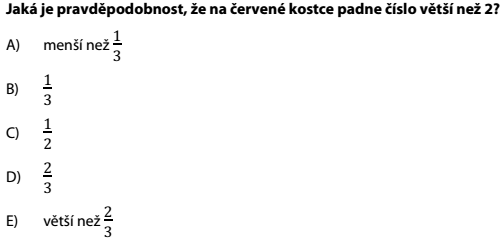 Jaká je pravděpodobnost, že na červené kostce padne číslo větší než 2?
A) menší než 1/3
B) 1/3
C) 1/2
D) 2/3
E) větší než 2/3